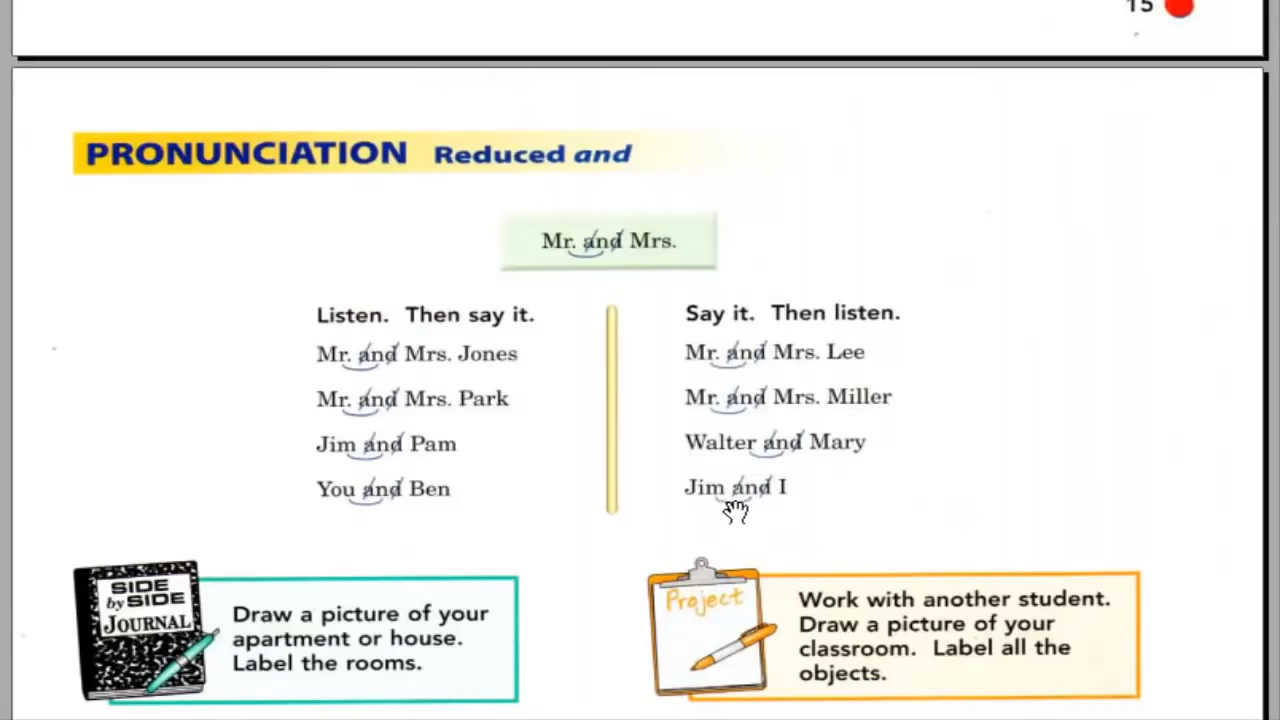 15
PRONUNCIATION Reduced and
Mr. and Mrs.
Listen. Then say it.
Mr. and Mrs. Jones
Mr. and Mrs. Park
Jim and Pam
You and Ben
Say it. Then listen.
Mr. and Mrs. Lee
Mr. and Mrs. Miller
Walter and Mary
Jim and I
SIDE
by SIDE
JOURNAL
Draw a picture of your
apartment or house.
Label the rooms.
Project
Work with another student.
Draw a picture of your
classroom. Label all the
objects.